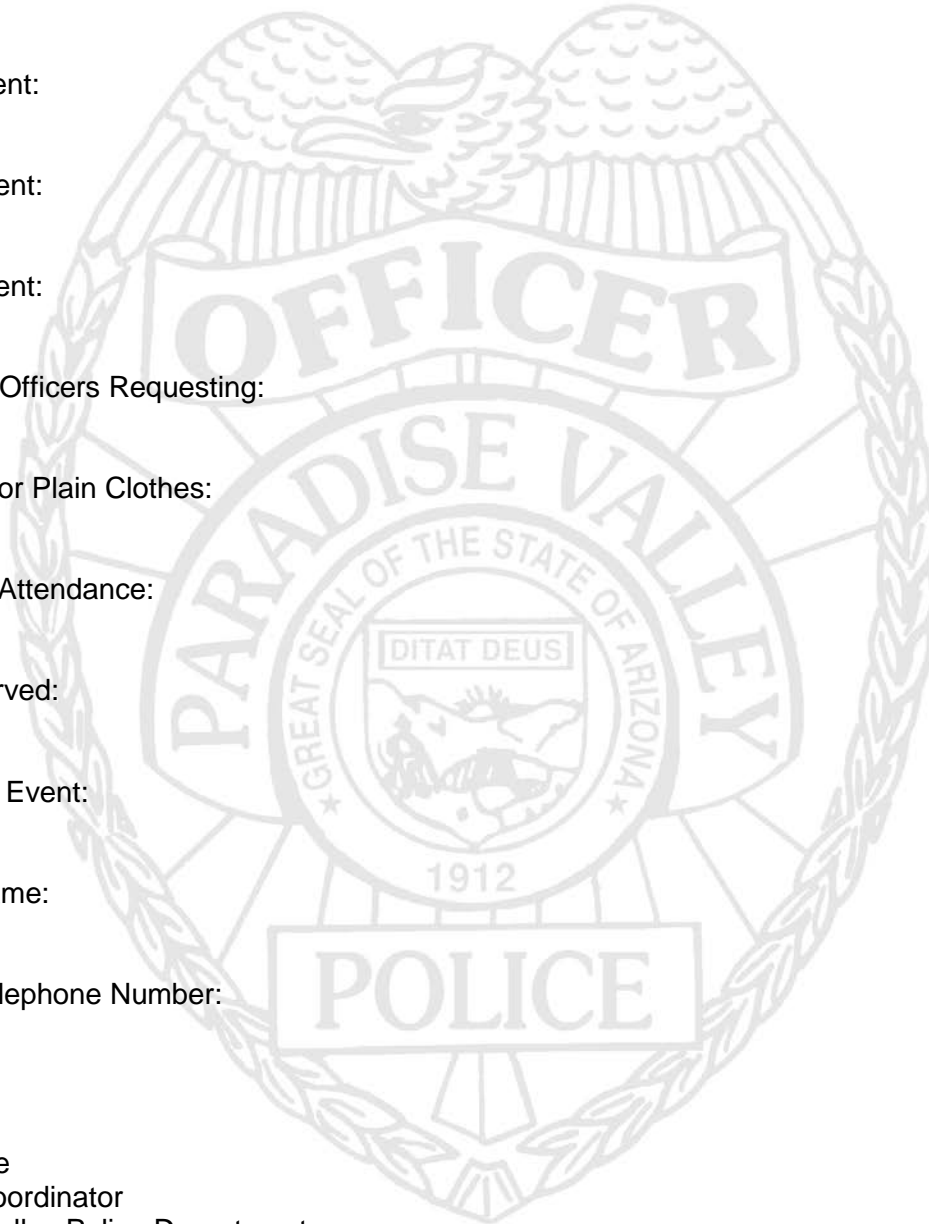 ent:
ent:
ent:
OFFICER
Officers Requesting:
or Plain Clothes:
PARADISE VALLEY
GREAT SEAL OF THE STATE OF ARIZONA
Attendance:
DITAT DEUS
rved:
Event:
1912
me:
POLICE
lephone Number:
e
oordinator